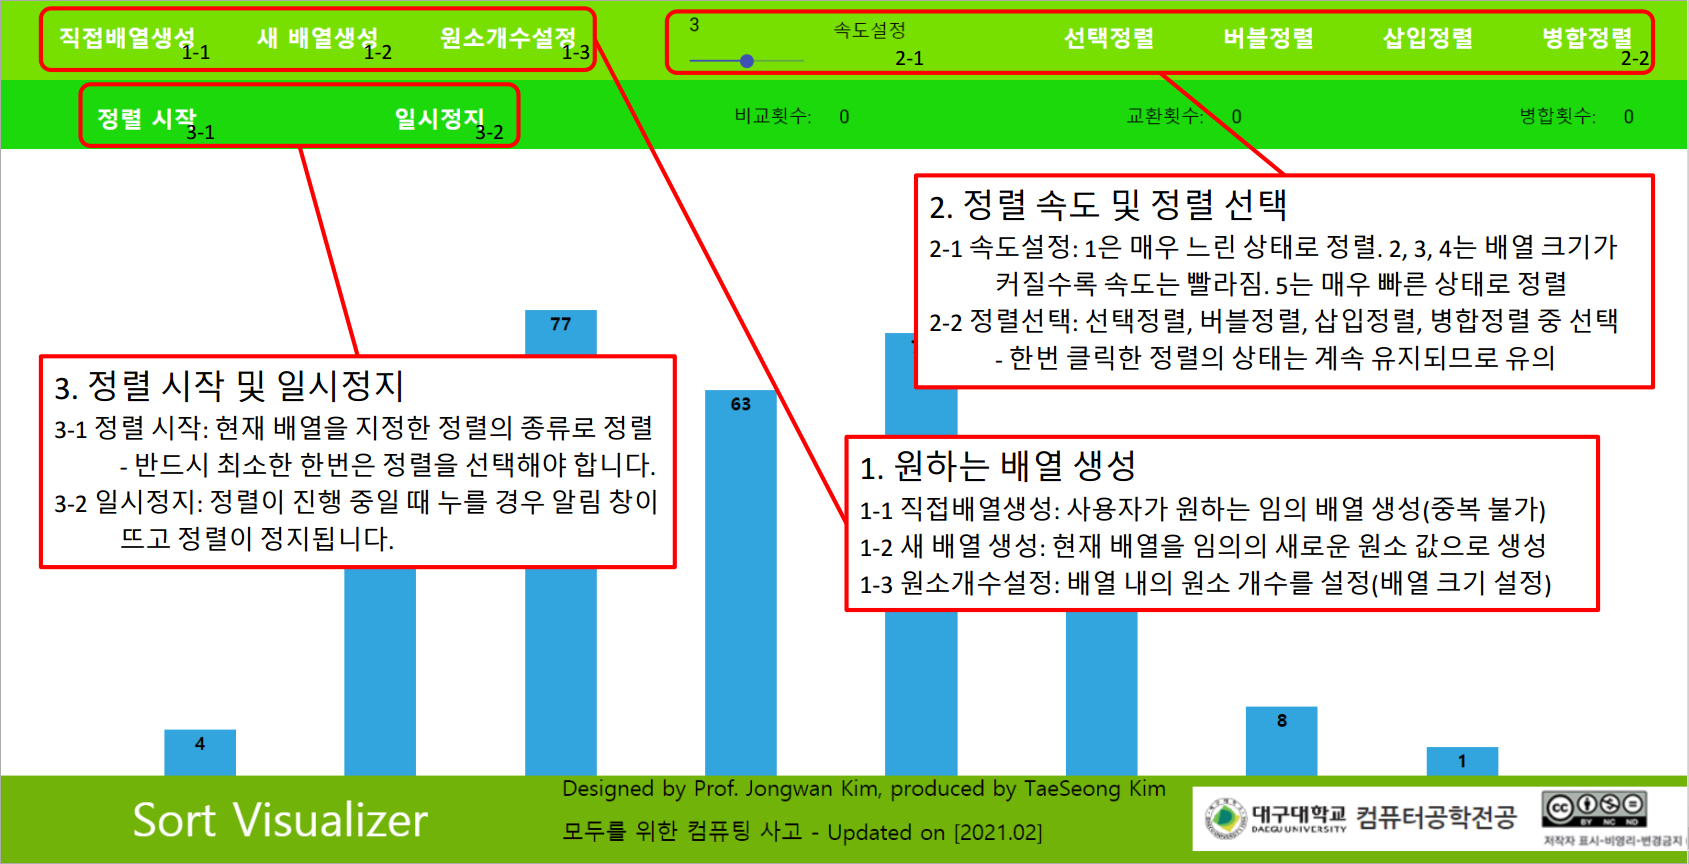 직접배열생성
1-1
새 배열생성
1-2
원소개수설정
1-3
3
속도설정
2-1
선택정렬
버블정렬
삽입정렬
병합정렬
2-2
정렬 시작
3-1
일시정지
3-2
비교횟수: 0
교환횟수: 0
병합횟수: 0
2. 정렬 속도 및 정렬 선택
2-1 속도설정: 1은 매우 느린 상태로 정렬. 2, 3, 4는 배열 크기가
커질수록 속도는 빨라짐. 5는 매우 빠른 상태로 정렬
2-2 정렬선택: 선택정렬, 버블정렬, 삽입정렬, 병합정렬 중 선택
- 한번 클릭한 정렬의 상태는 계속 유지되므로 유의
77
63
3. 정렬 시작 및 일시정지
3-1 정렬 시작: 현재 배열을 지정한 정렬의 종류로 정렬
- 반드시 최소한 한번은 정렬을 선택해야 합니다.
3-2 일시정지: 정렬이 진행 중일 때 누를 경우 알림 창이
뜨고 정렬이 정지됩니다.
1. 원하는 배열 생성
1-1 직접배열생성: 사용자가 원하는 임의 배열 생성(중복 불가)
1-2 새 배열 생성: 현재 배열을 임의의 새로운 원소 값으로 생성
1-3 원소개수설정: 배열 내의 원소 개수를 설정(배열 크기 설정)
4
8
1
Sort Visualizer
Designed by Prof. Jongwan Kim, produced by TaeSeong Kim
모두를 위한 컴퓨팅 사고 - Updated on [2021.02]
대구대학교
DAEGU UNIVERSITY
컴퓨터공학전공
cc
BY NC ND
저작자 표시-비영리-변경금지